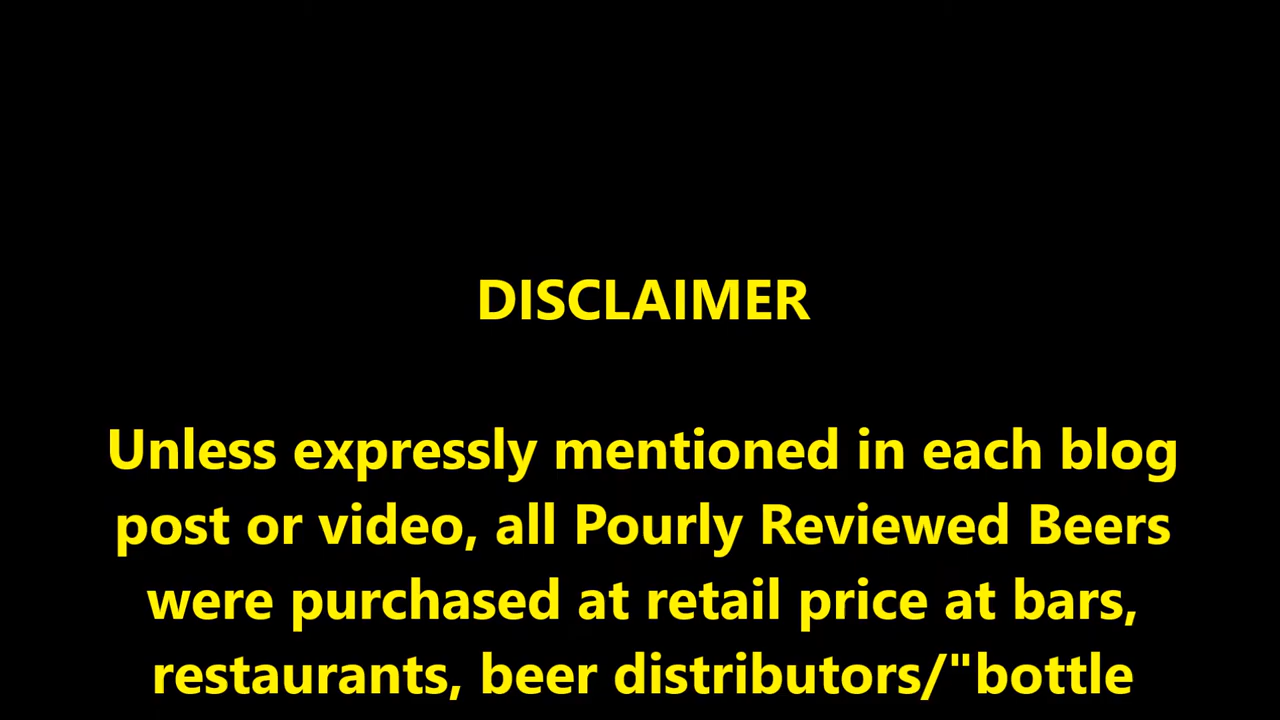 DISCLAIMER
Unless expressly mentioned in each blog
post or video, all Pourly Reviewed Beers
were purchased at retail price at bars,
restaurants, beer distributors/"bottle